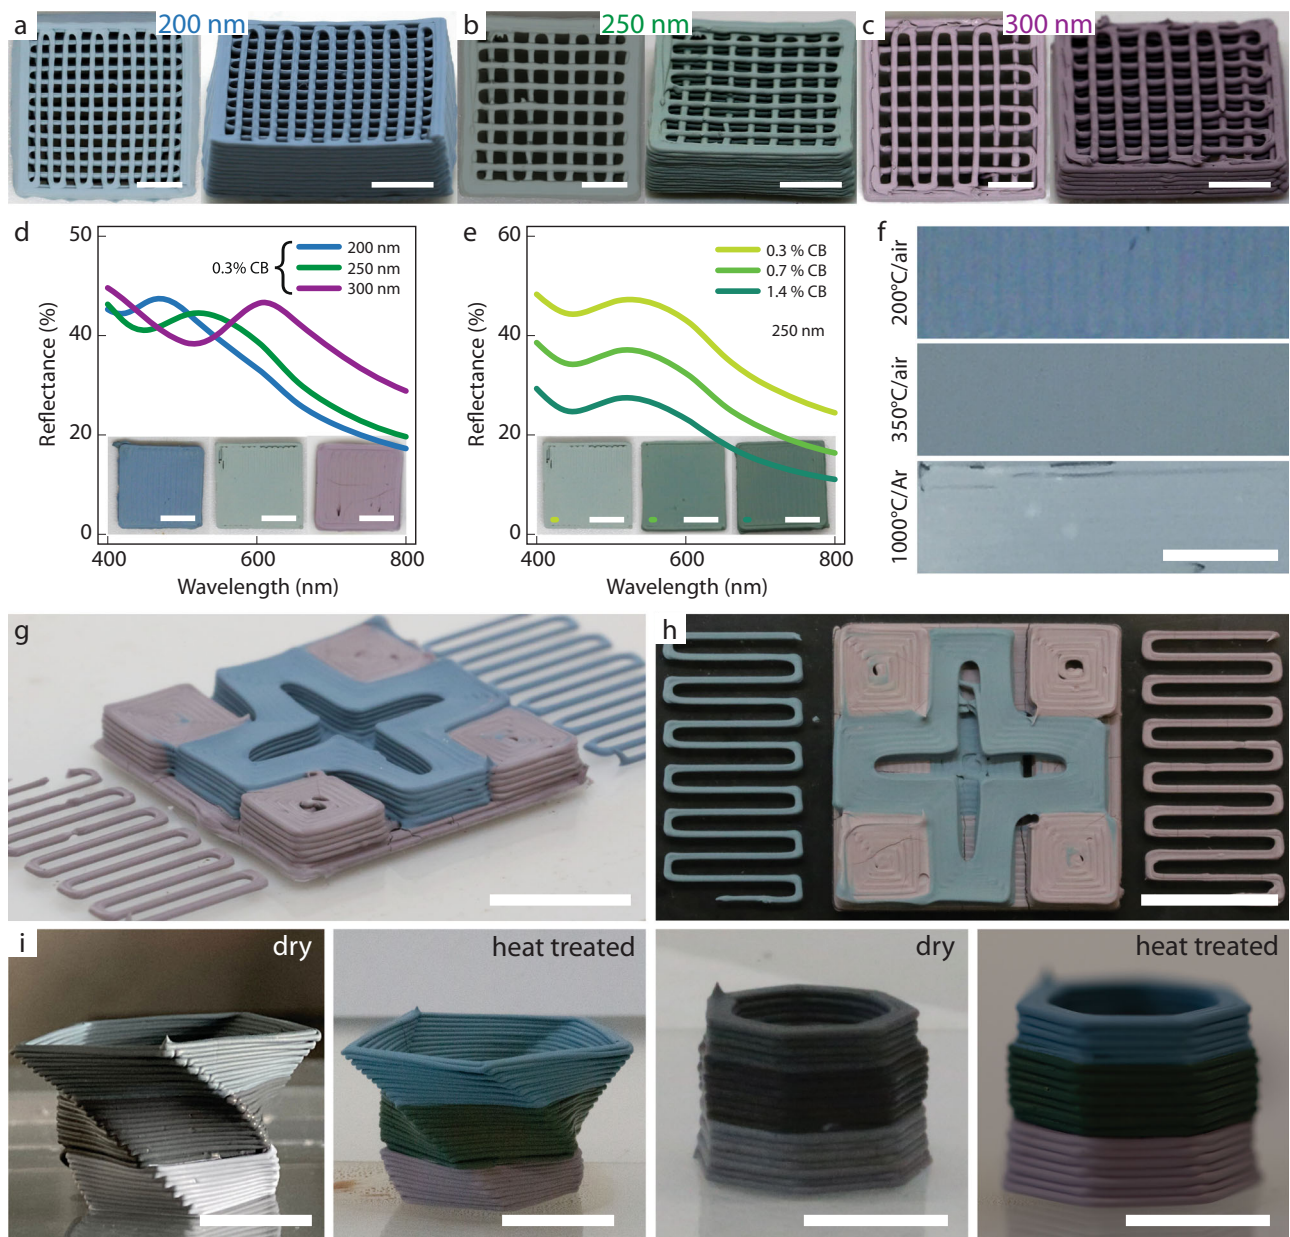 a 200 nm b 250 nm c 300 nm
d
50
40
20
0
Reflectance (%)
0.3% CB
200 nm
250 nm
300 nm
400 600 800
Wavelength (nm)
e
60
40
20
0
Reflectance (%)
0.3 % CB
0.7 % CB
1.4 % CB
250 nm
400 600 800
Wavelength (nm)
f
200°C/air
350°C/air
1000°C/Ar
g
h
i
dry
heat treated
dry
heat treated